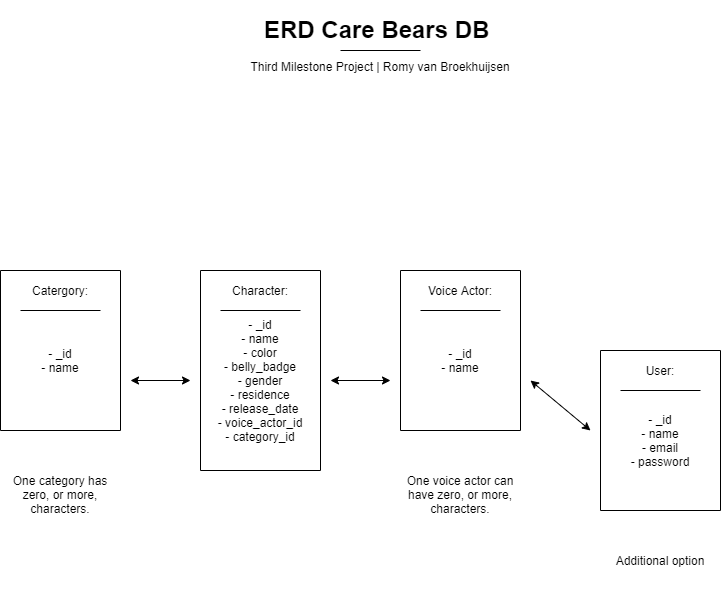 ERD Care Bears DB
Third Milestone Project | Romy van Broekhuijsen
Catergory:
- _id
- name
One category has
zero, or more,
characters.
Character:
- _id
- name
- color
- belly_badge
- gender
- residence
- release_date
- voice_actor_id
- category_id
Voice Actor:
- _id
- name
One voice actor can
have zero, or more,
characters.
User:
- _id
- name
- email
- password
Additional option